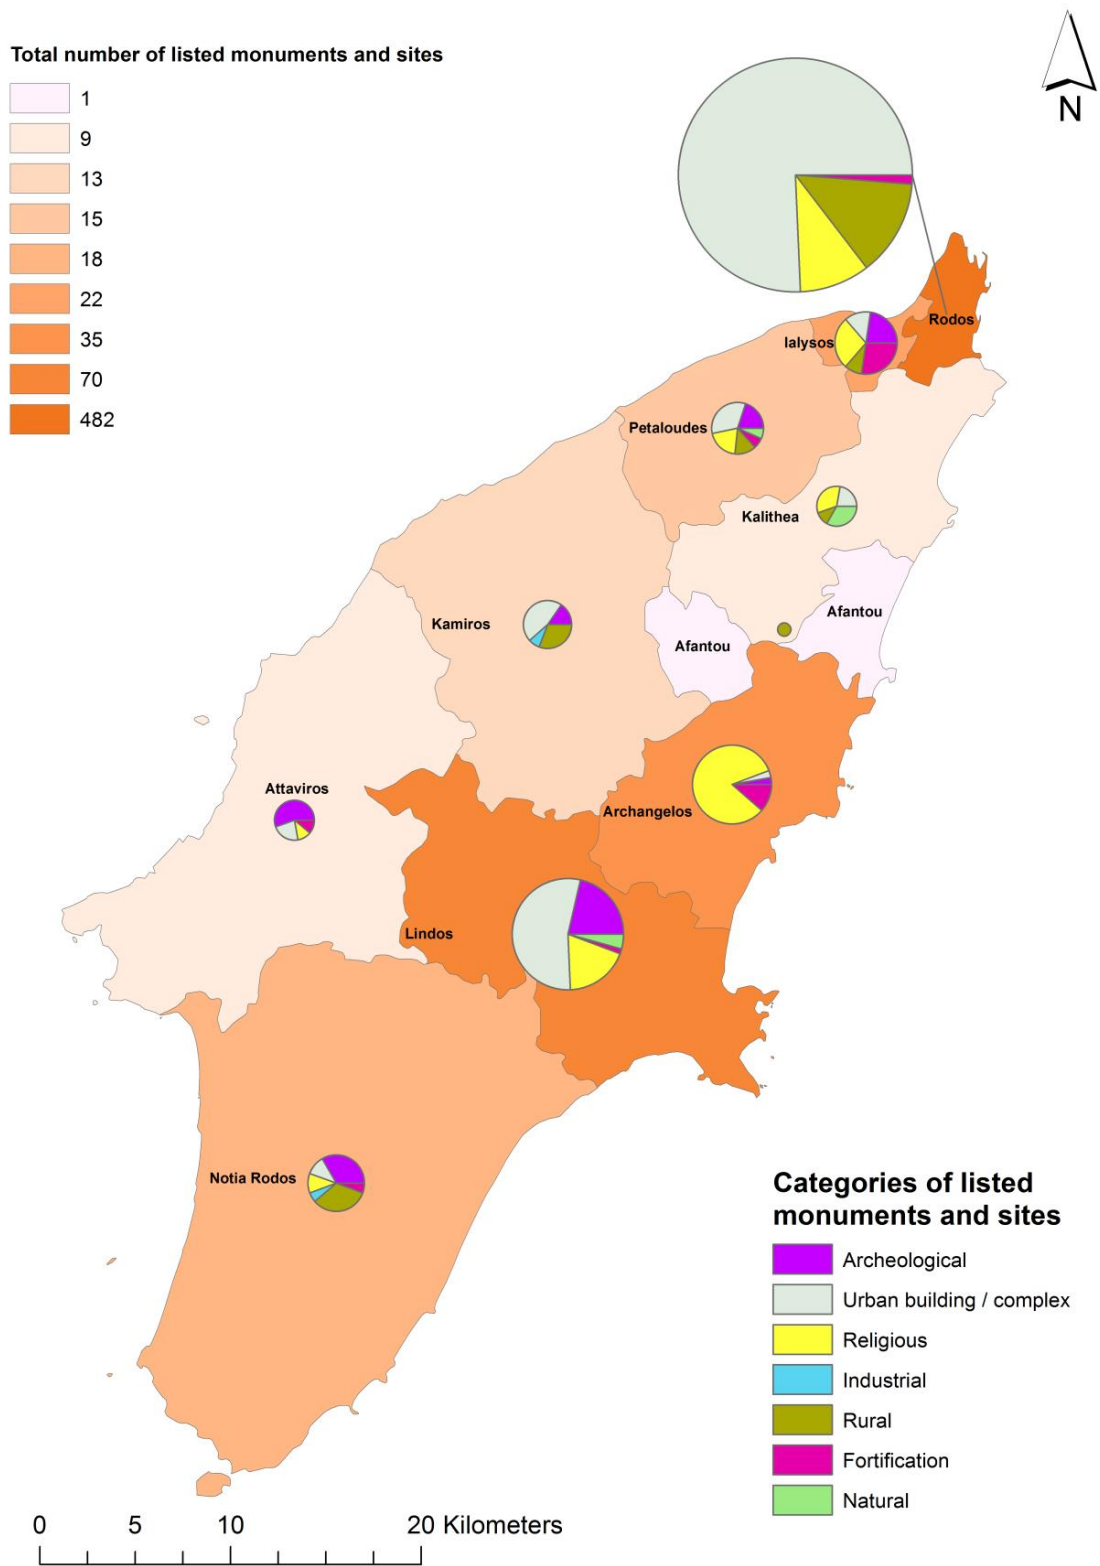 Total number of listed monuments and sites
1
9
13
15
18
22
35
70
482
N
Rodos
Ialysos
Petaloudes
Kalithea
Afantou
Kamiros
Afantou
Attaviros
Archangelos
Lindos
Notia Rodos
Categories of listed
monuments and sites
Archeological
Urban building / complex
Religious
Industrial
Rural
Fortification
Natural
0 5 10 20 Kilometers